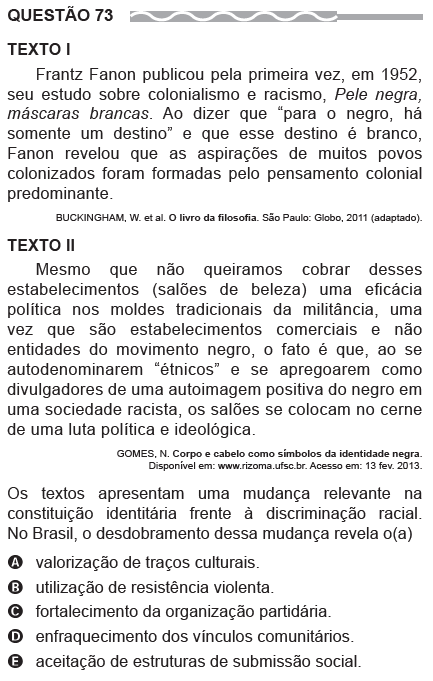 QUESTÃO 73
TEXTO I
Frantz Fanon publicou pela primeira vez, em 1952,
seu estudo sobre colonialismo e racismo, Pele negra,
máscaras brancas. Ao dizer que “para o negro, há
somente um destino” e que esse destino é branco,
Fanon revelou que as aspirações de muitos povos
colonizados foram formadas pelo pensamento colonial
predominante.
BUCKINGHAM, W. et al. O livro da filosofia. São Paulo: Globo, 2011 (adaptado).
TEXTO II
Mesmo que não queiramos cobrar desses
estabelecimentos (salões de beleza) uma eficácia
política nos moldes tradicionais da militância, uma
vez que são estabelecimentos comerciais e não
entidades do movimento negro, o fato é que, ao se
autodenominarem “étnicos” e se apregoarem como
divulgadores de uma autoimagem positiva do negro em
uma sociedade racista, os salões se colocam no cerne
de uma luta política e ideológica.
GOMES, N. Corpo e cabelo como símbolos da identidade negra.
Disponível em: www.rizoma.ufsc.br. Acesso em: 13 fev. 2013.
Os textos apresentam uma mudança relevante na
constituição identitária frente à discriminação racial.
No Brasil, o desdobramento dessa mudança revela o(a)
A valorização de traços culturais.
B utilização de resistência violenta.
C fortalecimento da organização partidária.
D enfraquecimento dos vínculos comunitários.
E aceitação de estruturas de submissão social.